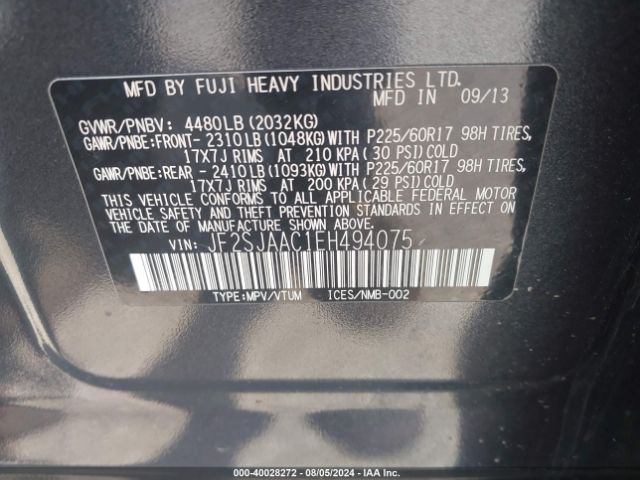 MFD BY FUJI HEAVY INDUSTRIES LTD.
MFD IN 09/13
GVWR/PNBV: 4480LB (2032KG)
GAWR/PNBE:FRONT- 2310LB (1048KG)WITH P225/60R17 98H TIRES,
17X7J RIMS AT 210 KPA ( 30 PSI) COLD
GAWR/PNBE:REAR - 2410LB (1093KG)WITH P225/60R17 98H TIRES,
17X7J RIMS AT 200 KPA ( 29 PSI) COLD
THIS VEHICLE CONFORMS TO ALL APPLICABLE FEDERAL MOTOR
VEHICLE SAFETY AND THEFT PREVENTION STANDARDS IN EFFECT ON
THE DATE OF MANUFACTURE SHOWN ABOVE.
VIN: JF2SJAAC1EH494075
TYPE:MPV/VTUM ICES/NMB-002
000-40028272 - 08/05/2024 - IAA Inc.